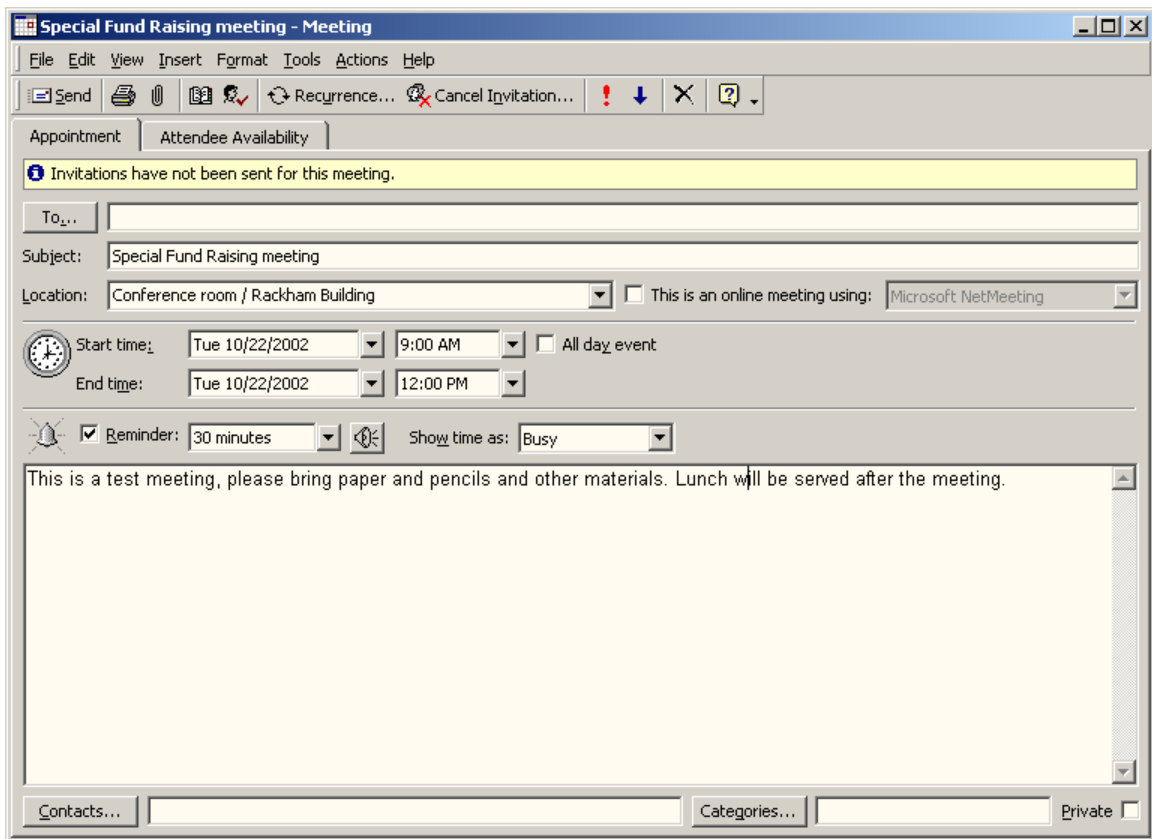 Special Fund Raising meeting - Meeting
File Edit View Insert Format Tools Actions Help
Send Recurrence... Cancel Invitation...
Appointment Attendee Availability
Invitations have not been sent for this meeting.
To...
Subject: Special Fund Raising meeting
Location: Conference room / Rackham Building This is an online meeting using: Microsoft NetMeeting
Start time: Tue 10/22/2002 9:00 AM All day event
End time: Tue 10/22/2002 12:00 PM
Reminder: 30 minutes Show time as: Busy
This is a test meeting, please bring paper and pencils and other materials. Lunch will be served after the meeting.
Contacts... Categories... Private